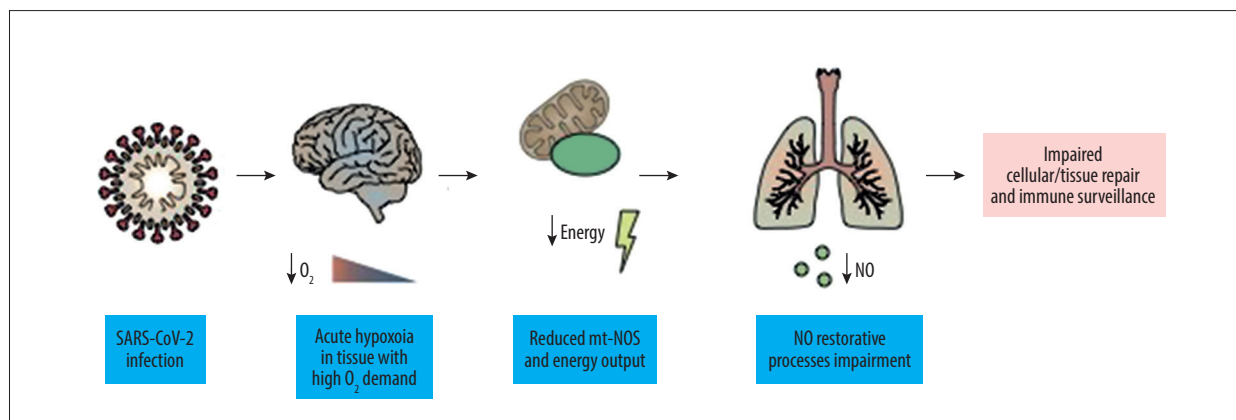 ↓ O₂
↓ Energy
↓ NO
Impaired
cellular/tissue repair
and immune surveillance
SARS-CoV-2
infection
Acute hypoxoia
in tissue with
high O₂ demand
Reduced mt-NOS
and energy output
NO restorative
processes impairment